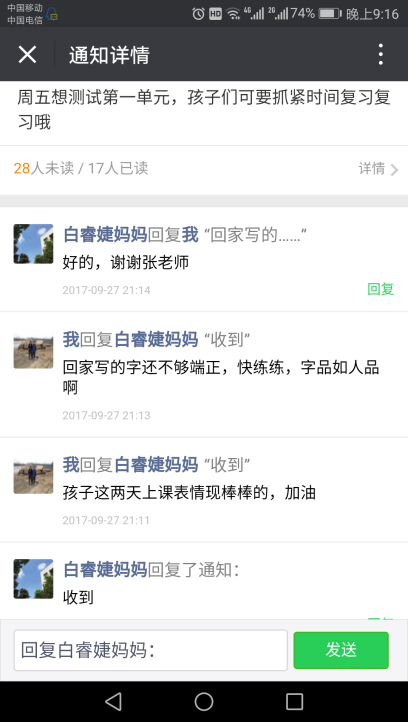 中国移动
中国电信
HD 4G 2G 74% 晚上9:16
通知详情
周五想测试第一单元，孩子们可要抓紧时间复习复
习哦
28人未读 / 17人已读 详情
白睿婕妈妈回复我 “回家写的……”
好的，谢谢张老师
2017-09-27 21:14 回复
我回复白睿婕妈妈 “收到”
回家写的字还不够端正，快练练，字品如人品
啊
2017-09-27 21:13
我回复白睿婕妈妈 “收到”
孩子这两天上课表情现棒棒的，加油
2017-09-27 21:11
白睿婕妈妈回复了通知：
收到
回复白睿婕妈妈： 发送